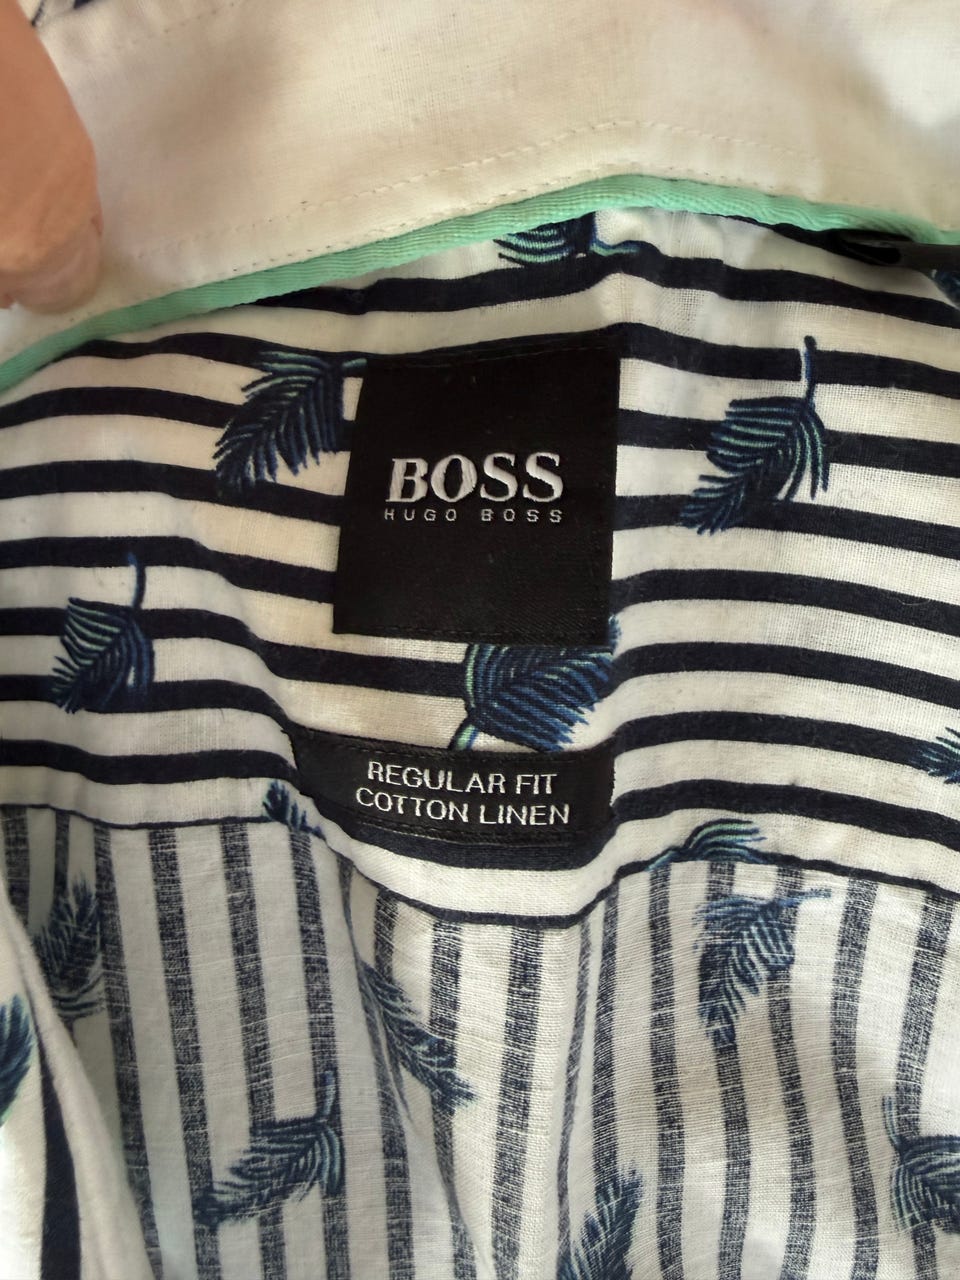 BOSS
HUGO BOSS
REGULAR FIT
COTTON LINEN